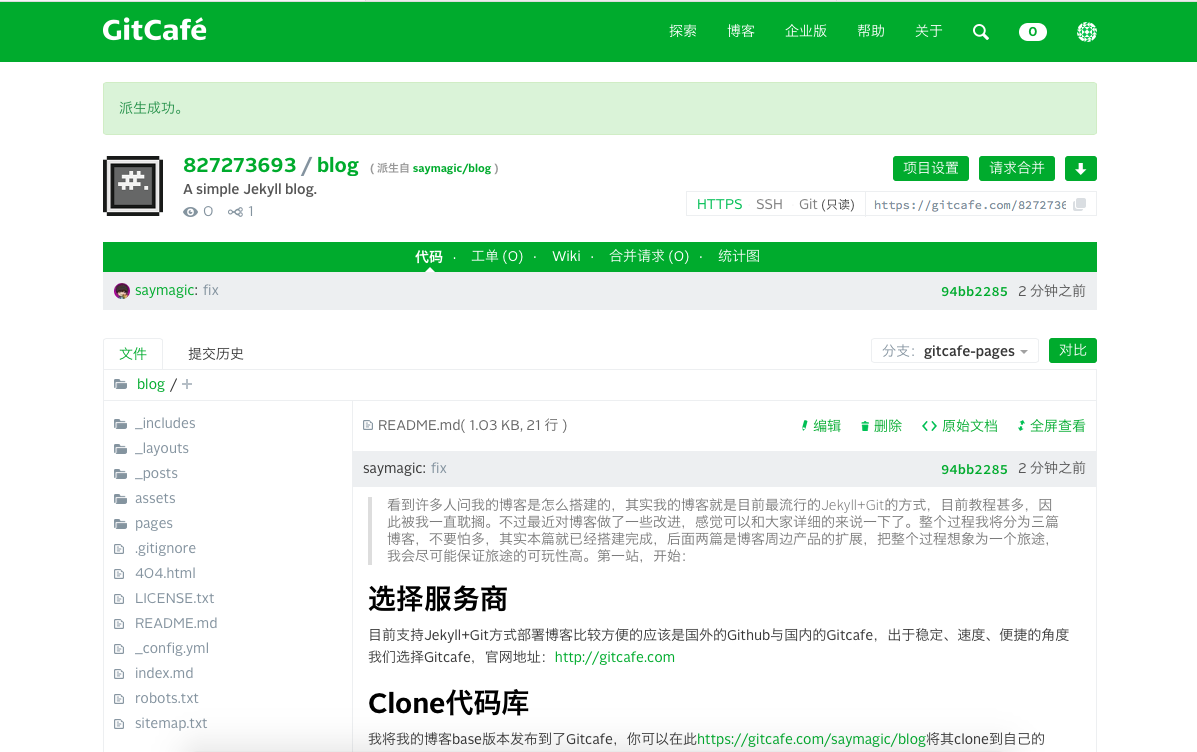 GitCafé
探索 博客 企业版 帮助 关于 0
派生成功。
827273693 / blog ( 派生自 saymagic/blog )
项目设置 请求合并
A simple Jekyll blog.
HTTPS SSH Git (只读) https://gitcafe.com/8272736
0 1
代码 · 工单 (0) · Wiki · 合并请求 (0) · 统计图
saymagic: fix 94bb2285 2 分钟之前
文件 提交历史 分支: gitcafe-pages 对比
blog / +
_includes
_layouts
_posts
assets
pages
.gitignore
404.html
LICENSE.txt
README.md
_config.yml
index.md
robots.txt
sitemap.txt
README.md( 1.03 KB, 21 行 ) 编辑 删除 原始文档 全屏查看
saymagic: fix 94bb2285 2 分钟之前
看到许多人问我的博客是怎么搭建的，其实我的博客就是目前最流行的Jekyll+Git的方式，目前教程甚多，因
此被我一直耽搁。不过最近对博客做了一些改进，感觉可以和大家详细的来说一下了。整个过程我将分为三篇
博客，不要怕多，其实本篇就已经搭建完成，后面两篇是博客周边产品的扩展，把整个过程想象为一个旅途，
我会尽可能保证旅途的可玩性高。第一站，开始：
选择服务商
目前支持Jekyll+Git方式部署博客比较方便的应该是国外的Github与国内的Gitcafe，出于稳定、速度、便捷的角度
我们选择Gitcafe，官网地址：http://gitcafe.com
Clone代码库
我将我的博客base版本发布到了Gitcafe，你可以在此https://gitcafe.com/saymagic/blog将其clone到自己的